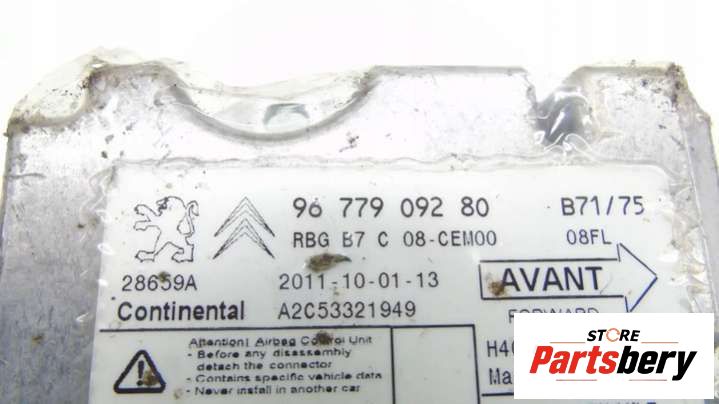 96 779 092 80 B71/75
RBG B7 C 08-CEM00 08FL
28659A 2011-10-01-13 AVANT
Continental A2C53321949 FORWARD
Attention! Airbag Control Unit
- Before any disassembly
detach the connector
- Contains specific vehicle data
- Never install in another car
STORE
Partsbery